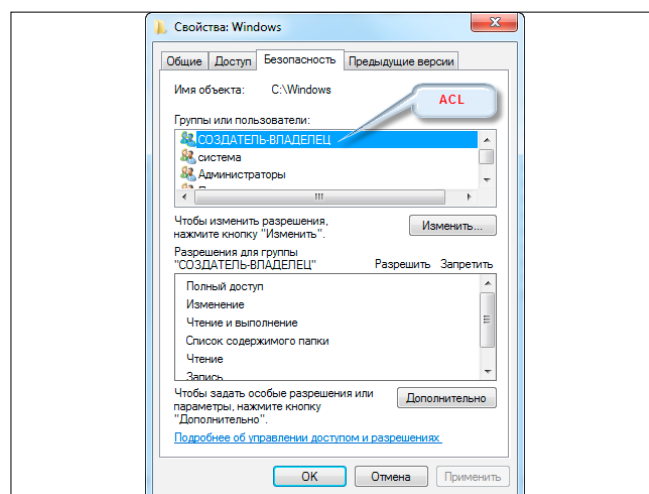 Свойства: Windows
Общие Доступ Безопасность Предыдущие версии
Имя объекта: C:\Windows
ACL
Группы или пользователи:
СОЗДАТЕЛЬ-ВЛАДЕЛЕЦ
система
Администраторы
Чтобы изменить разрешения,
нажмите кнопку "Изменить".
Изменить...
Разрешения для группы
"СОЗДАТЕЛЬ-ВЛАДЕЛЕЦ" Разрешить Запретить
Полный доступ
Изменение
Чтение и выполнение
Список содержимого папки
Чтение
Запись
Чтобы задать особые разрешения или
параметры, нажмите кнопку
"Дополнительно".
Дополнительно
Подробнее об управлении доступом и разрешениях
OK Отмена Применить